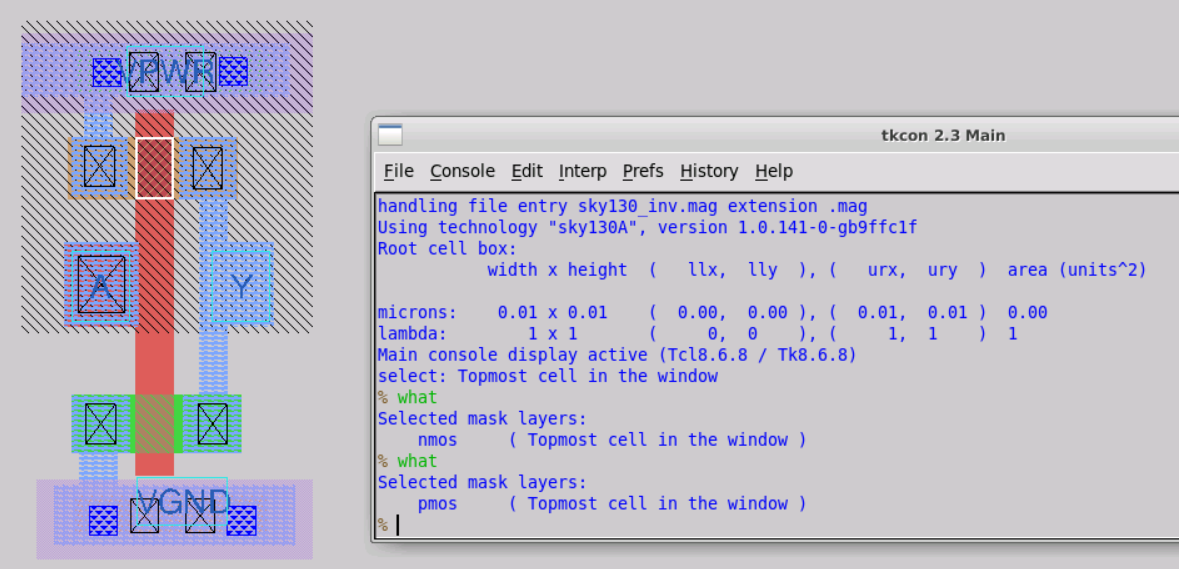 VPWR
A
Y
VGND
tkcon 2.3 Main
File Console Edit Interp Prefs History Help
handling file entry sky130_inv.mag extension .mag
Using technology "sky130A", version 1.0.141-0-gb9ffc1f
Root cell box:
width x height ( llx, lly ), ( urx, ury ) area (units^2)
microns: 0.01 x 0.01 ( 0.00, 0.00 ), ( 0.01, 0.01 ) 0.00
lambda: 1 x 1 ( 0, 0 ), ( 1, 1 ) 1
Main console display active (Tcl8.6.8 / Tk8.6.8)
select: Topmost cell in the window
% what
Selected mask layers:
nmos ( Topmost cell in the window )
% what
Selected mask layers:
pmos ( Topmost cell in the window )
%